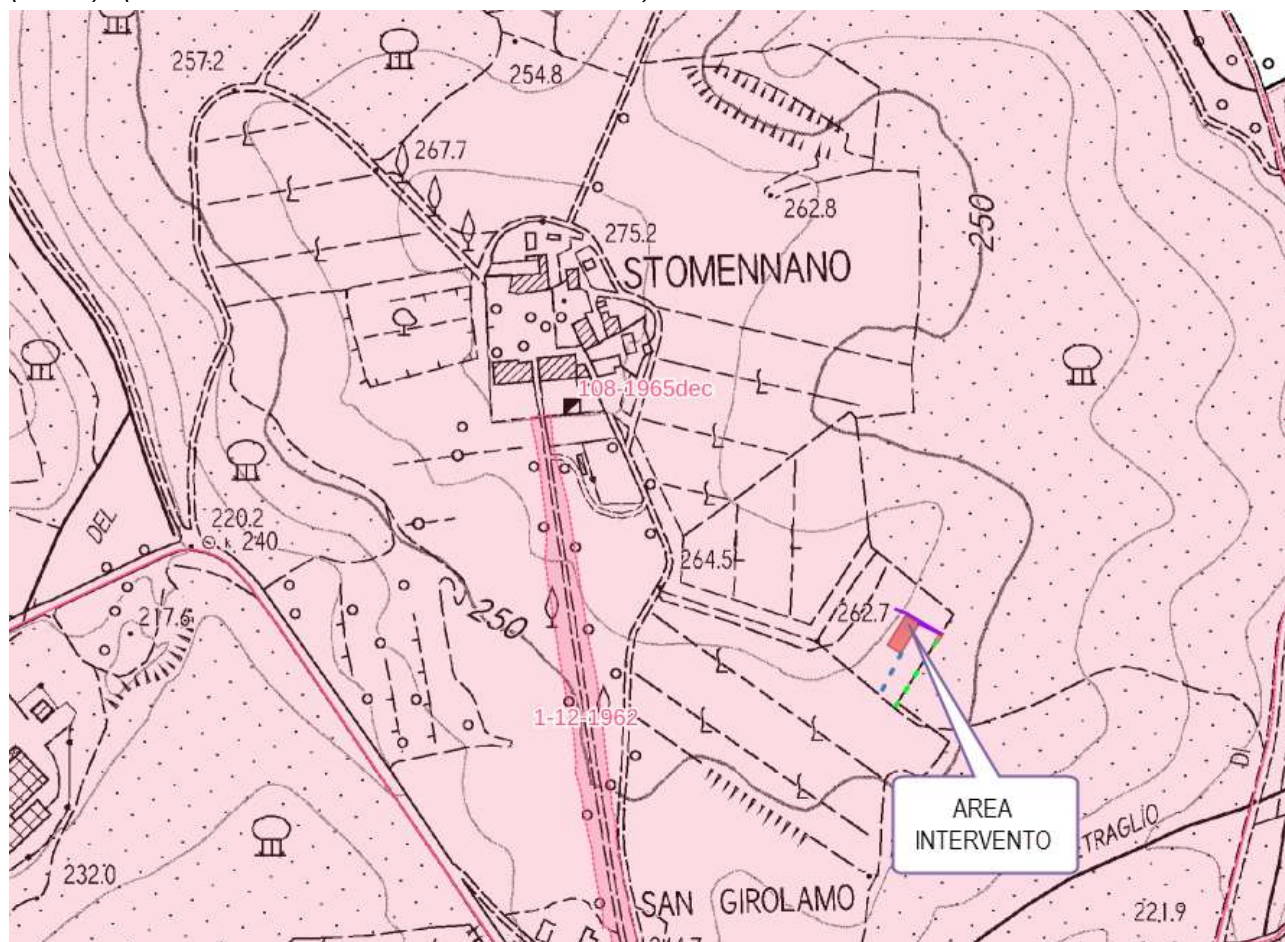 257.2
254.8
267.7
262.8
275.2
250
STOMENNANO
108-1965dec
DEL
220.2
k 240
264.5
217.6
250
262.7
1-12-1962
DI
AREA
INTERVENTO
TRAGLIO
232.0
SAN GIROLAMO
221.9